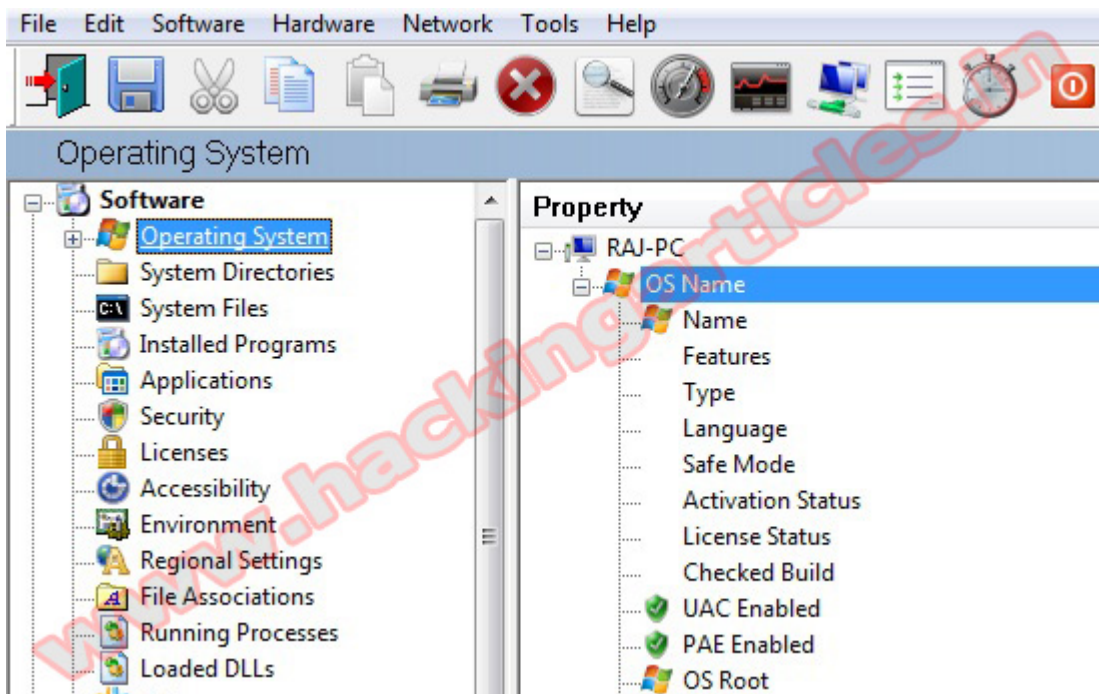 File Edit Software Hardware Network Tools Help
Operating System
Software
Operating System
System Directories
System Files
Installed Programs
Applications
Security
Licenses
Accessibility
Environment
Regional Settings
File Associations
Running Processes
Loaded DLLs
Property
RAJ-PC
OS Name
Name
Features
Type
Language
Safe Mode
Activation Status
License Status
Checked Build
UAC Enabled
PAE Enabled
OS Root
www.hackingarticles.in